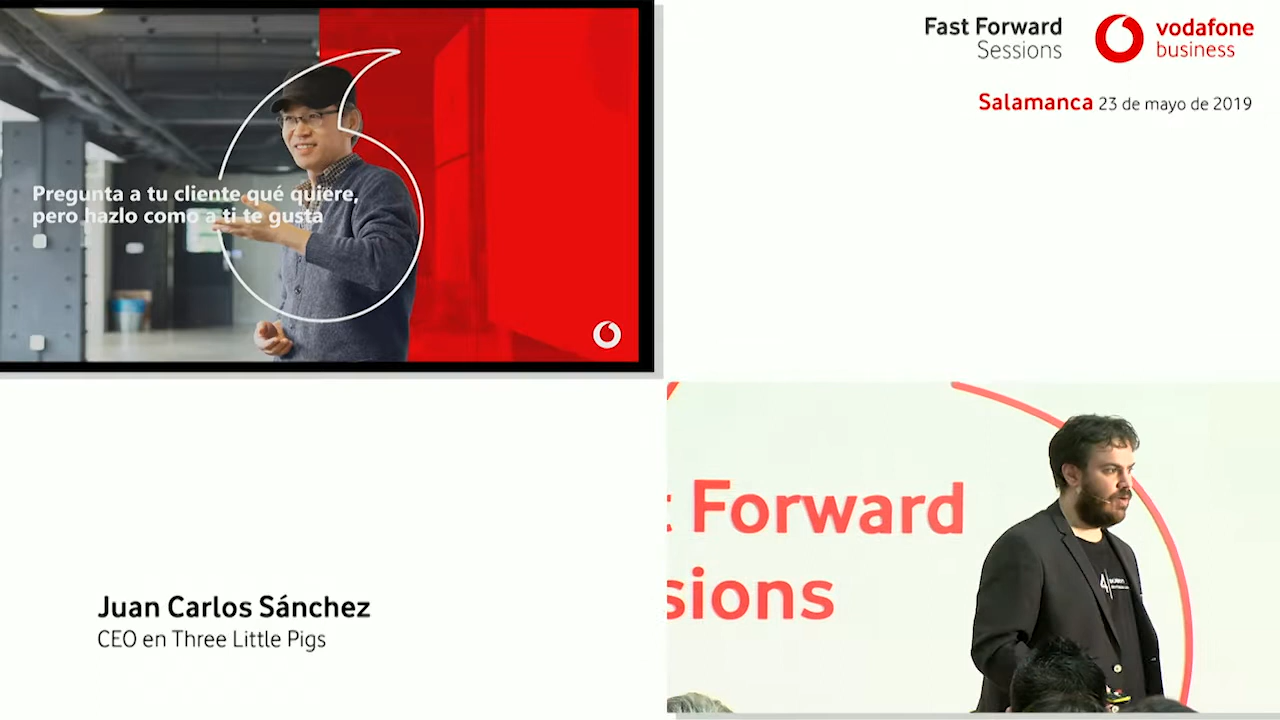 Pregunta a tu cliente qué quiere,
pero hazlo como a ti te gusta
Fast Forward
Sessions
vodafone
business
Salamanca 23 de mayo de 2019
Forward
sions
Juan Carlos Sánchez
CEO en Three Little Pigs